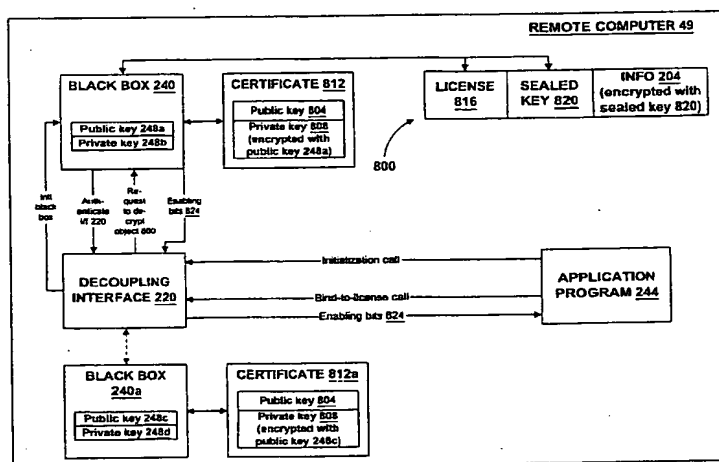 REMOTE COMPUTER 49
BLACK BOX 240
Public key 248a
Private key 248b
CERTIFICATE 812
Public key 804
Private key 808
(encrypted with
public key 248a)
LICENSE
816
SEALED
KEY 820
INFO 204
(encrypted with
sealed key 820)
800
Init
black
box
Auth-
enticate
i/f 220
Re-
quest
to de-
crypt
object 800
Enabling
bits 824
DECOUPLING
INTERFACE 220
Initialization call
Bind-to-license call
Enabling bits 824
APPLICATION
PROGRAM 244
BLACK BOX
240a
Public key 248c
Private key 248d
CERTIFICATE 812a
Public key 804
Private key 808
(encrypted with
public key 248c)